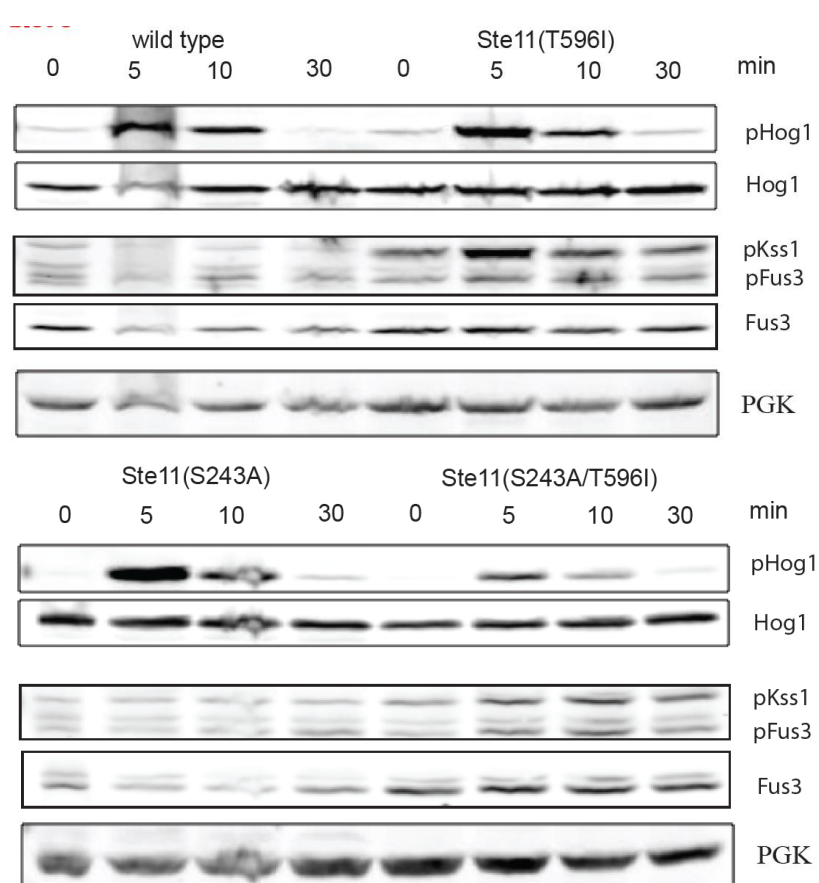 wild type Ste11(T596I)
0 5 10 30 0 5 10 30 min
pHog1
Hog1
pKss1
pFus3
Fus3
PGK
Ste11(S243A) Ste11(S243A/T596I)
0 5 10 30 0 5 10 30 min
pHog1
Hog1
pKss1
pFus3
Fus3
PGK